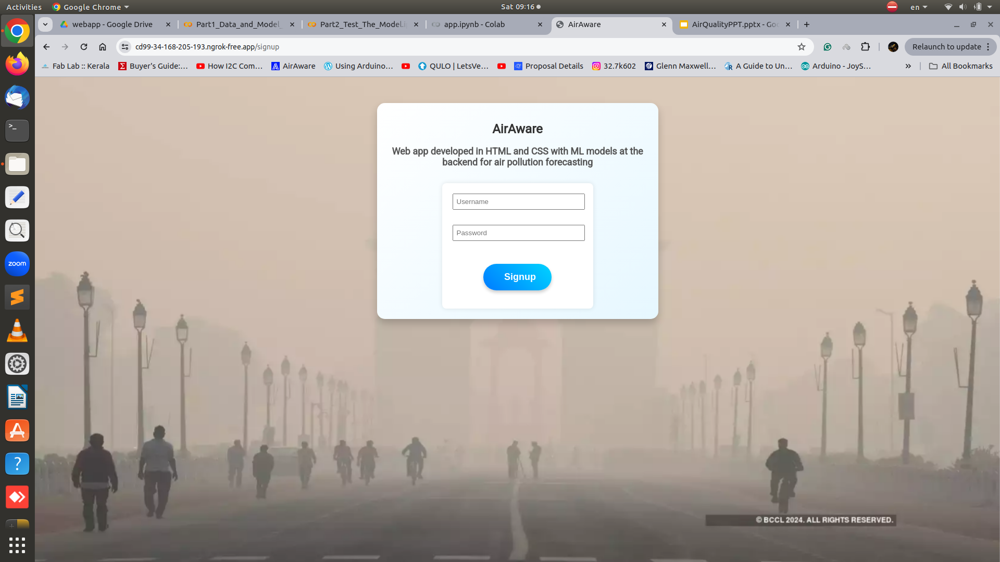 Activities
Google Chrome
Sat 09:16
en
webapp - Google Drive
Part1_Data_and_Model_
Part2_Test_The_Model.i
app.ipynb - Colab
AirAware
AirQualityPPT.pptx - Goo
cd99-34-168-205-193.ngrok-free.app/signup
Relaunch to update
Fab Lab :: Kerala
Buyer's Guide:...
How I2C Com...
AirAware
Using Arduino...
QULO | LetsVe...
Proposal Details
32.7k602
Glenn Maxwell...
A Guide to Un...
Arduino - JoyS...
All Bookmarks
AirAware
Web app developed in HTML and CSS with ML models at the
backend for air pollution forecasting
Username
Password
Signup
zoom
© BCCL 2024. ALL RIGHTS RESERVED.